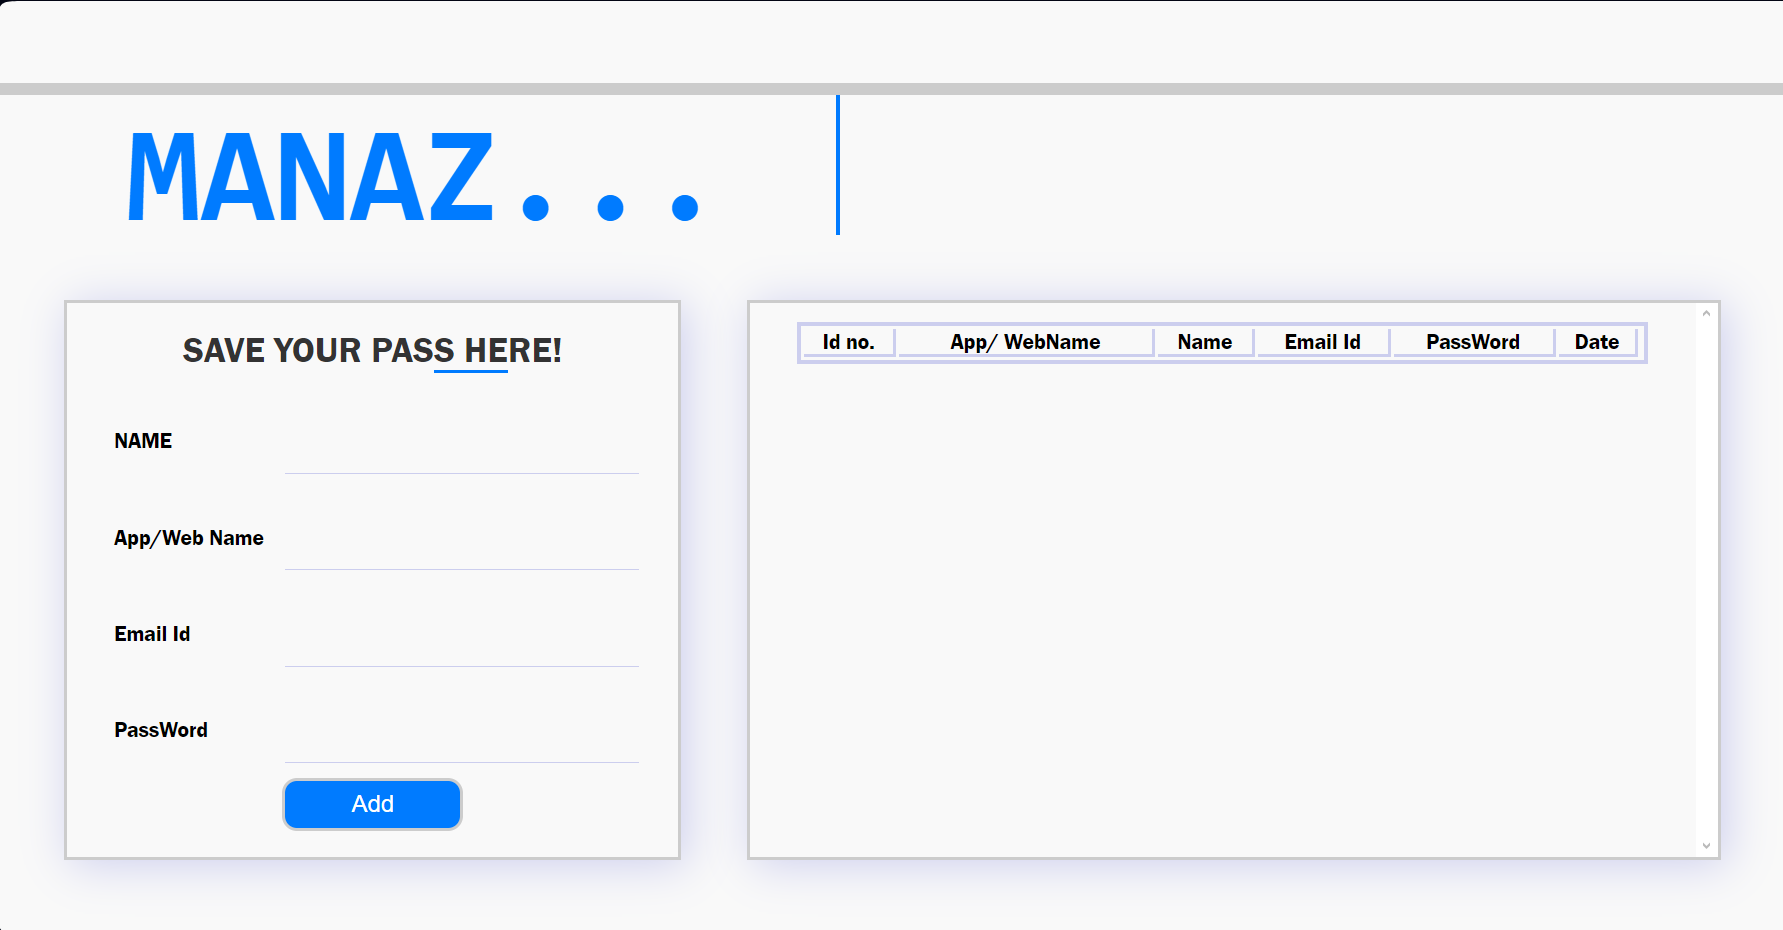 MANAZ...
SAVE YOUR PASS HERE!
NAME
App/Web Name
Email Id
PassWord
Add
Id no. App/ WebName Name Email Id PassWord Date